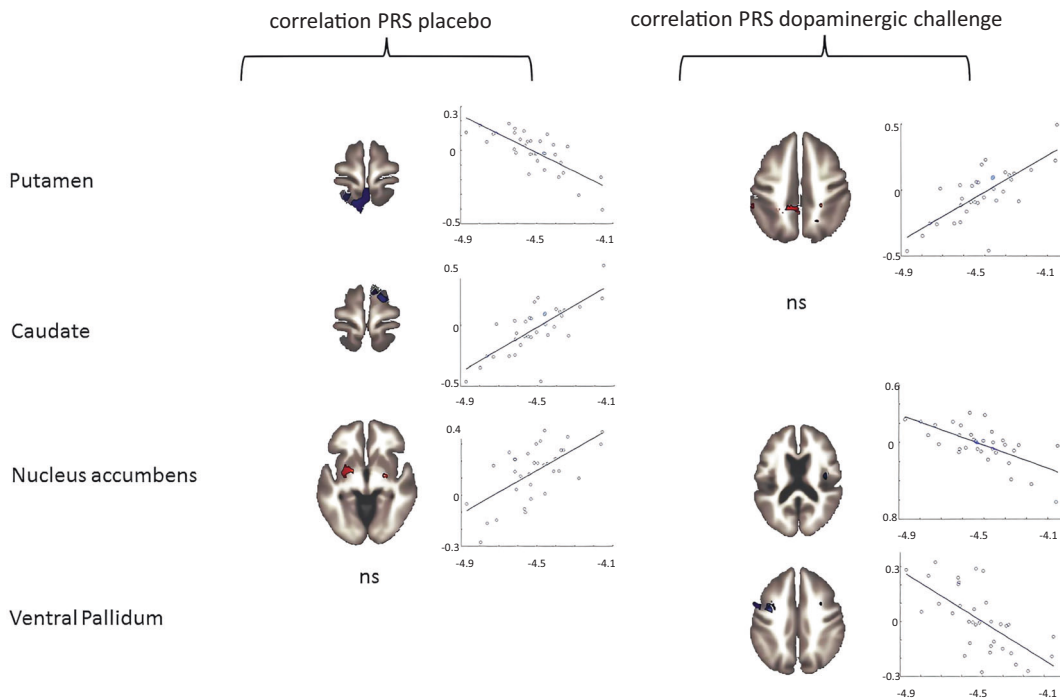 correlation PRS placebo
correlation PRS dopaminergic challenge
Putamen
0.3
0
-0.5
-4.9 -4.5 -4.1
0.5
0
-0.5
-4.9 -4.5 -4.1
Caudate
0.5
0
-0.5
-4.9 -4.5 -4.1
ns
Nucleus accumbens
0.4
0
-0.3
-4.9 -4.5 -4.1
0.6
0
0.8
-4.9 -4.5 -4.1
Ventral Pallidum
ns
0.3
0
-0.3
-4.9 -4.5 -4.1